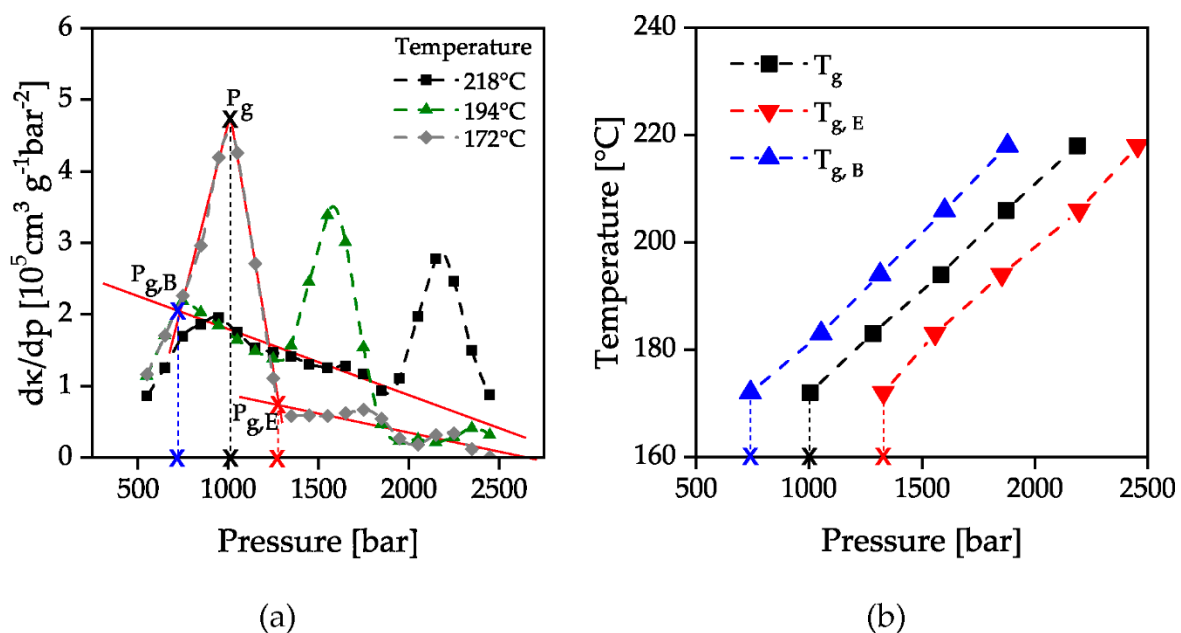 6
5
4
3
2
1
0
dκ/dp [10⁵cm³ g⁻¹bar⁻²]
500 1000 1500 2000 2500
Pressure [bar]
Temperature
218°C
194°C
172°C
Pg
Pg,B
Pg,E
(a)
240
220
200
180
160
Temperature [°C]
500 1000 1500 2000 2500
Pressure [bar]
Tg
Tg, E
Tg, B
(b)